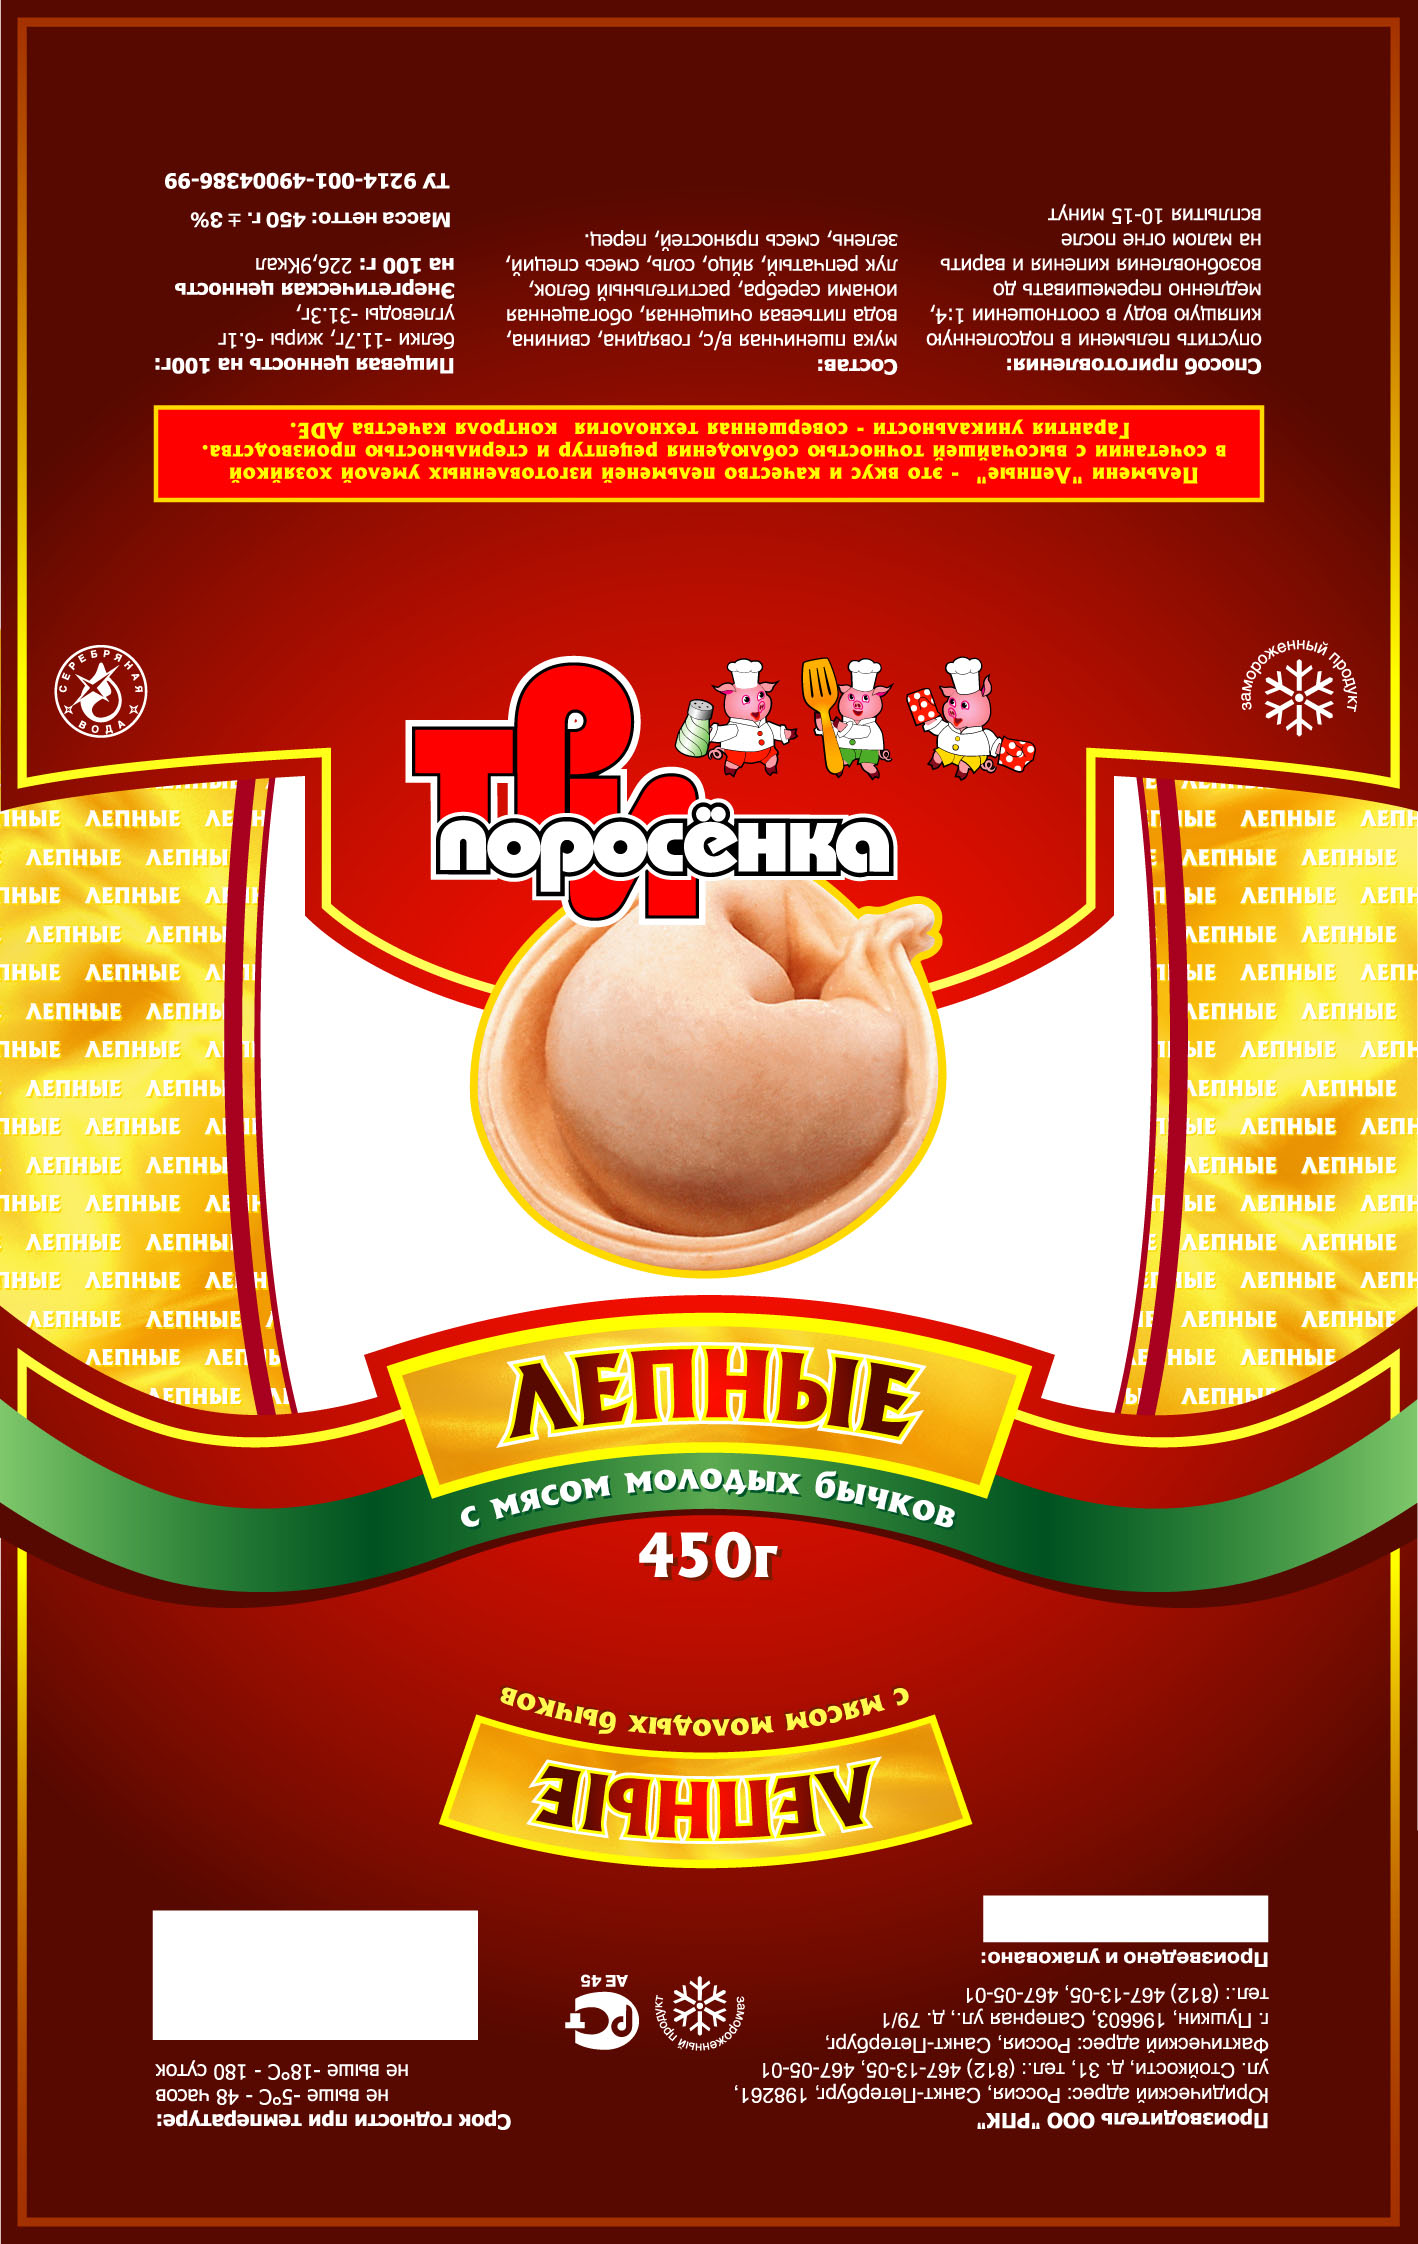 Способ приготовления:
опустить пельмени в подсоленную
кипящую воду в соотношении 1:4,
медленно перемешивать до
возобновления кипения и варить
на малом огне после
всплытия 10-15 минут
Состав:
мука пшеничная в/с, говядина, свинина,
вода питьевая очищенная, обогащенная
ионами серебра, растительный белок,
лук репчатый, яйцо, соль, смесь специй,
зелень, смесь пряностей, перец.
Пищевая ценность на 100г:
белки -11.7г, жиры -6.1г
углеводы -31.3г,
Энергетическая ценность
на 100 г: 226,9Ккал
Масса нетто: 450 г. ± 3%
ТУ 9214-001-49004386-99
Пельмени "Лепные" - это вкус и качество пельменей изготовленных умелой хозяйкой
в сочетании с высочайшей точностью соблюдения рецептур и стерильностью производства.
Гарантия уникальности - совершенная технология контроля качества ADE.
СЕРЕБРЯНАЯ
ВОДА
замороженный продукт
ТРИ
поросёнка
ЛЕПНЫЕ ЛЕПНЫЕ
ЛЕПНЫЕ
с мясом молодых бычков
450г
ЛЕПНЫЕ
с мясом молодых бычков
Производитель ООО "РПК"
Юридический адрес: Россия, Санкт-Петербург, 198261,
ул. Стойкости, д. 31, тел.: (812) 467-13-05, 467-05-01
Фактический адрес: Россия, Санкт-Петербург,
г. Пушкин, 196603, Саперная ул., д. 79/1
тел.: (812) 467-13-05, 467-05-01
Произведено и упаковано:
замороженный продукт
АЕ 45
Срок годности при температуре:
не выше -5°С - 48 часов
не выше -18°С - 180 суток